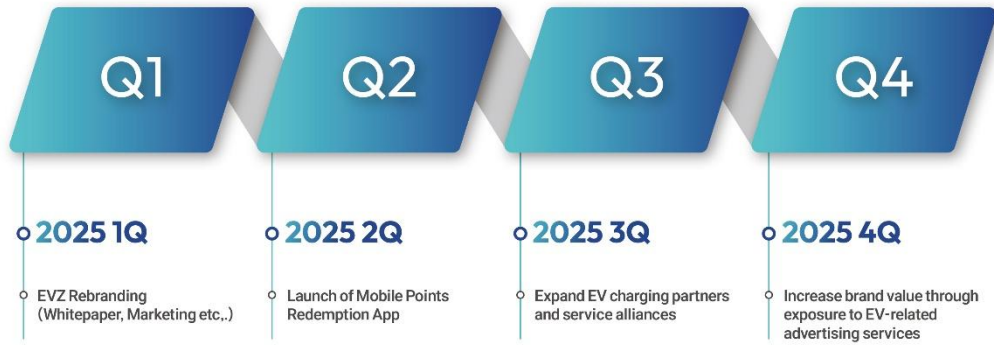 Q1
Q2
Q3
Q4
2025 1Q
EVZ Rebranding
(Whitepaper, Marketing etc,.)
2025 2Q
Launch of Mobile Points
Redemption App
2025 3Q
Expand EV charging partners
and service alliances
2025 4Q
Increase brand value through
exposure to EV-related
advertising services